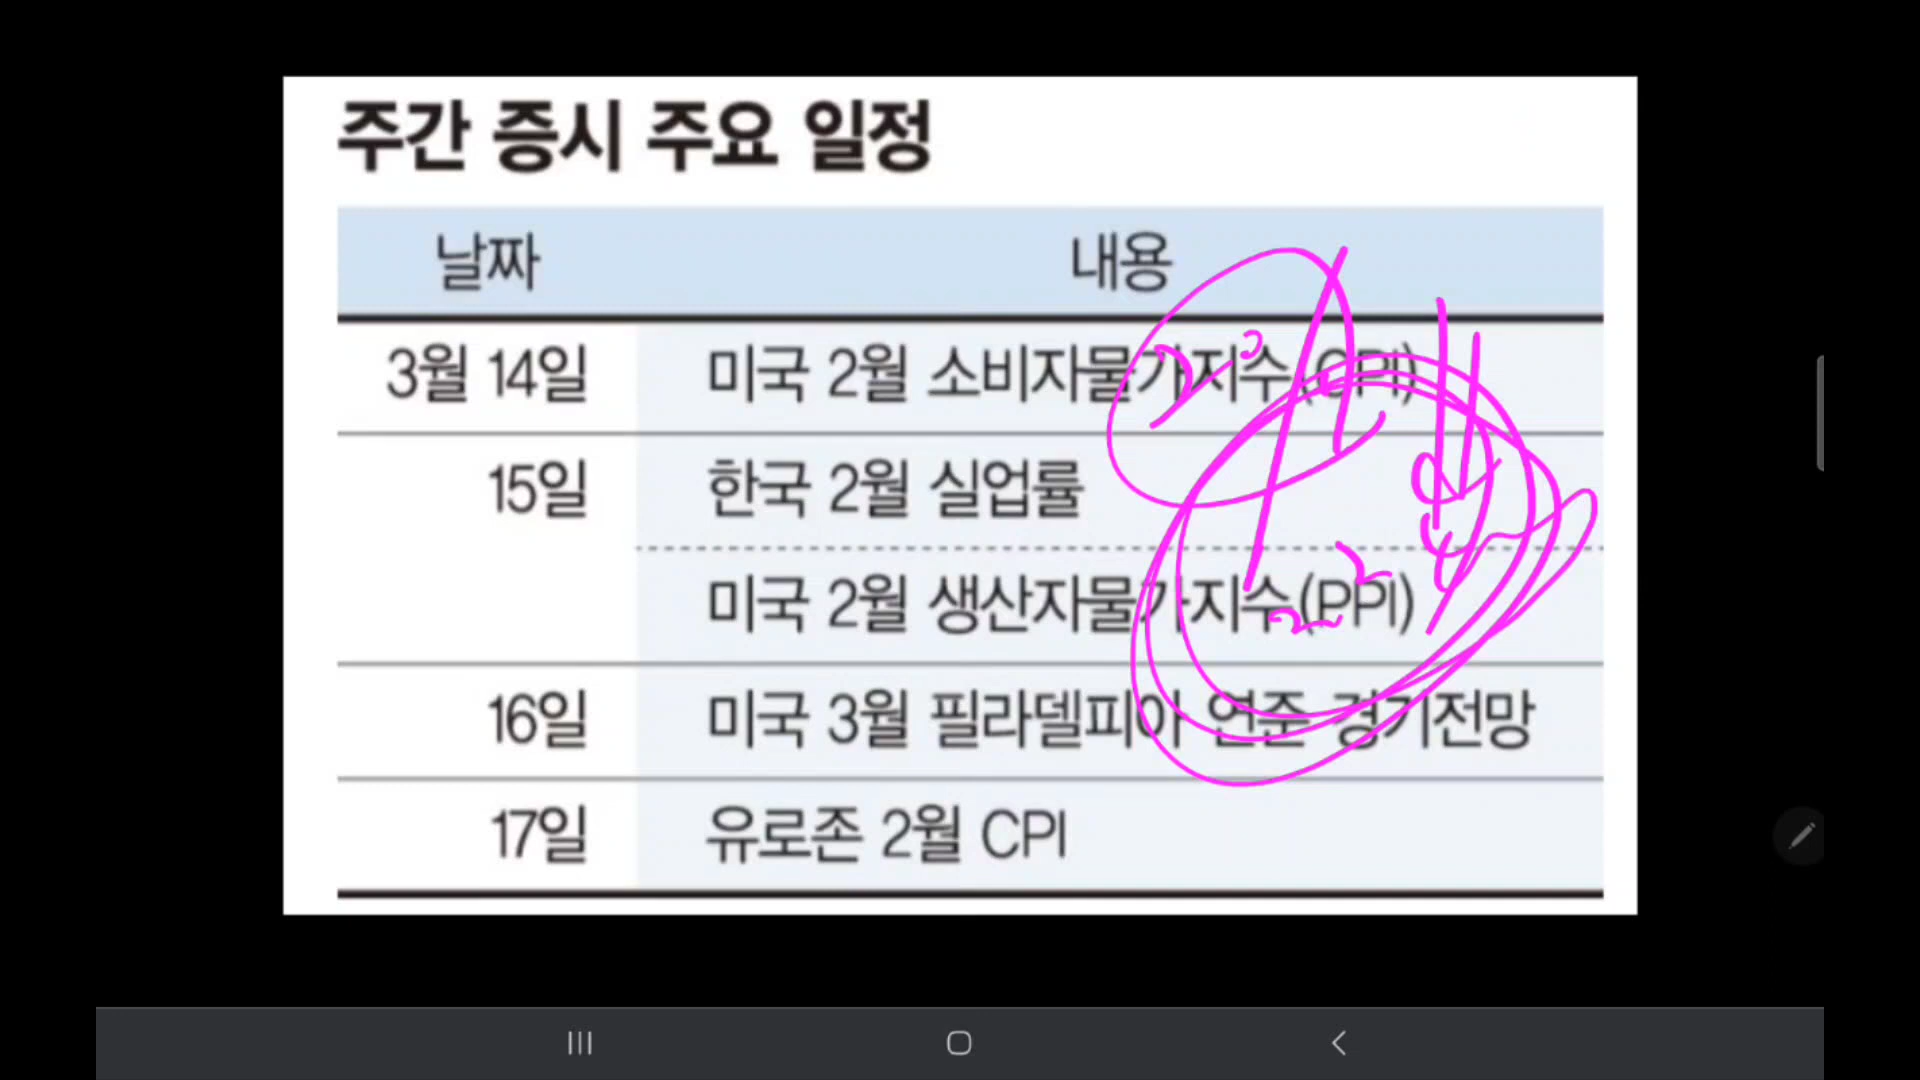 주간 증시 주요 일정
날짜 내용
3월 14일 미국 2월 소비자물가지수(CPI)
15일 한국 2월 실업률
미국 2월 생산자물가지수(PPI)
16일 미국 3월 필라델피아 연준 경기전망
17일 유로존 2월 CPI